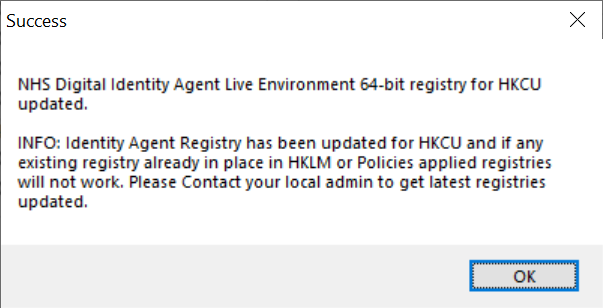 Success
NHS Digital Identity Agent Live Environment 64-bit registry for HKCU
updated.
INFO: Identity Agent Registry has been updated for HKCU and if any
existing registry already in place in HKLM or Policies applied registries
will not work. Please Contact your local admin to get latest registries
updated.
OK